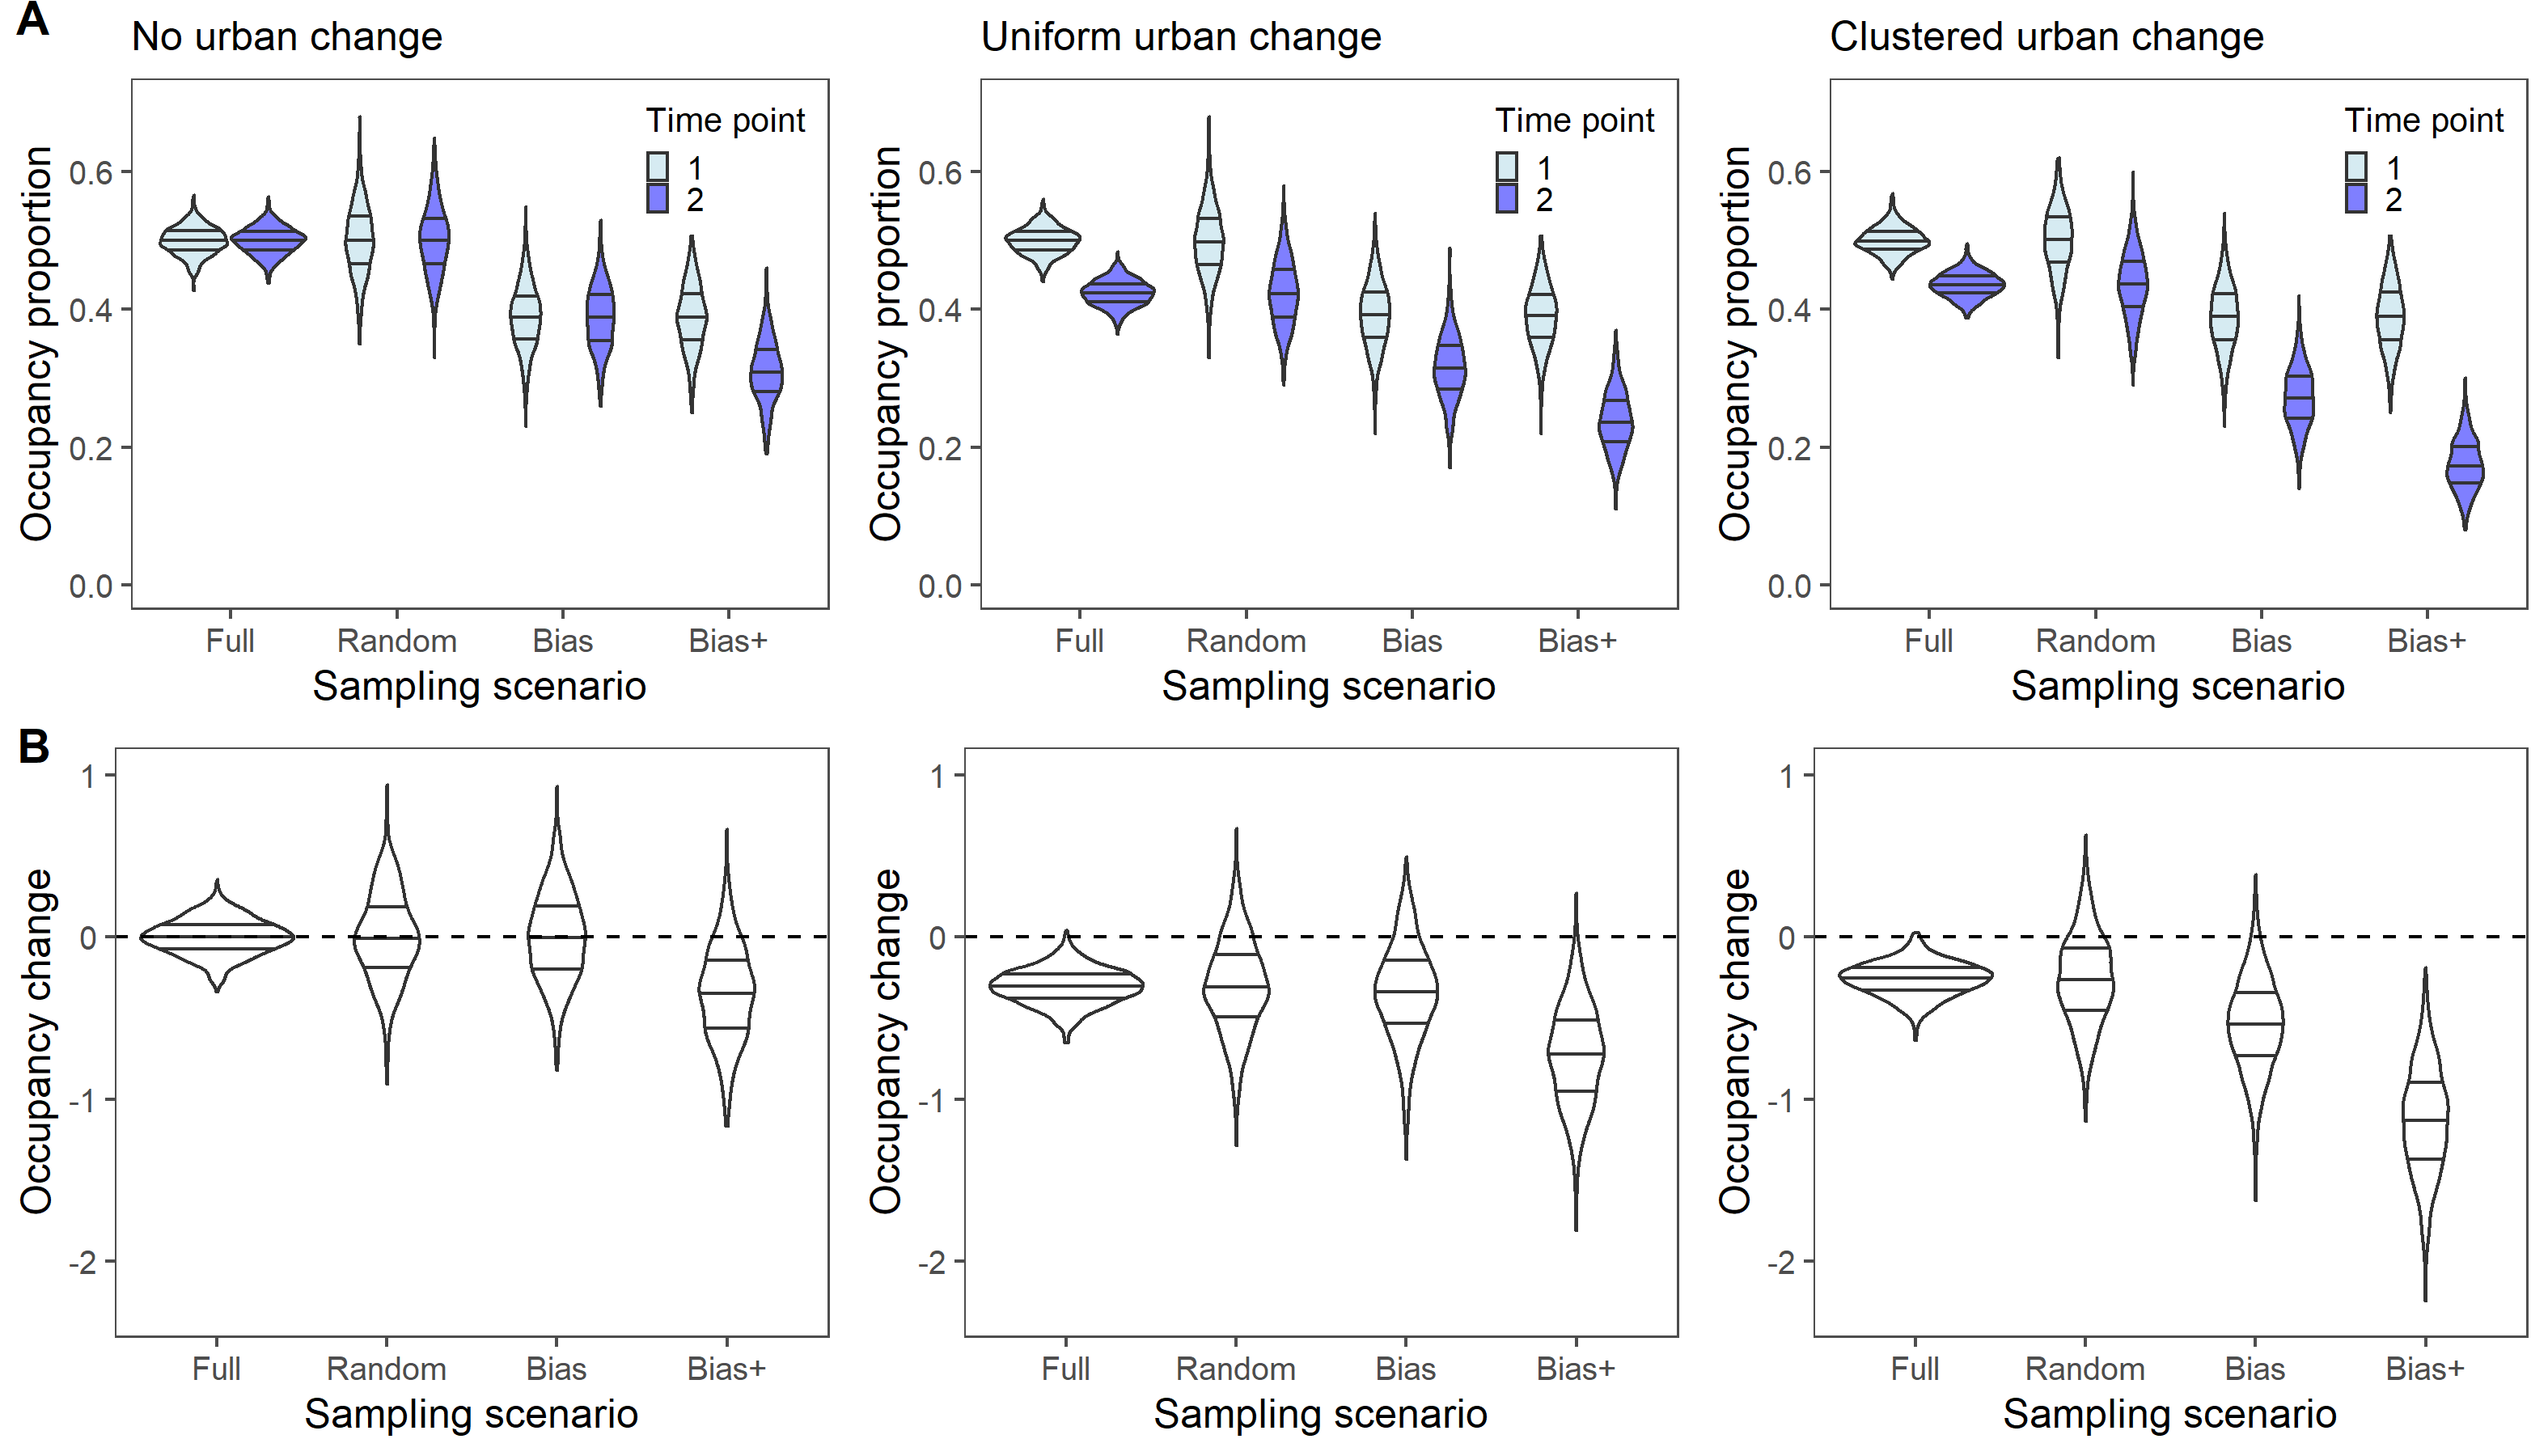 A
No urban change
Uniform urban change
Clustered urban change
Occupancy proportion
0.6
0.4
0.2
0.0
Time point
1
2
Full Random Bias Bias+
Sampling scenario
Occupancy proportion
0.6
0.4
0.2
0.0
Time point
1
2
Full Random Bias Bias+
Sampling scenario
Occupancy proportion
0.6
0.4
0.2
0.0
Time point
1
2
Full Random Bias Bias+
Sampling scenario
B
Occupancy change
1
0
-1
-2
Full Random Bias Bias+
Sampling scenario
Occupancy change
1
0
-1
-2
Full Random Bias Bias+
Sampling scenario
Occupancy change
1
0
-1
-2
Full Random Bias Bias+
Sampling scenario